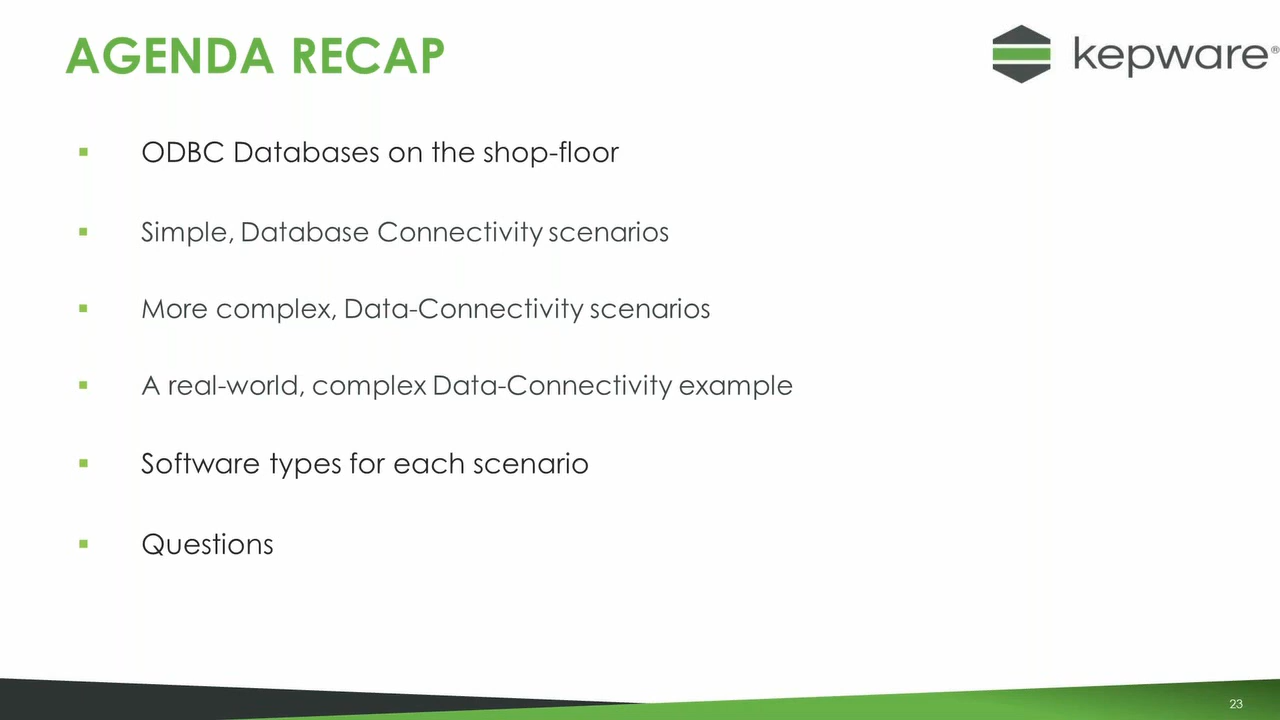 AGENDA RECAP
kepware®
ODBC Databases on the shop-floor
Simple, Database Connectivity scenarios
More complex, Data-Connectivity scenarios
A real-world, complex Data-Connectivity example
Software types for each scenario
Questions
23